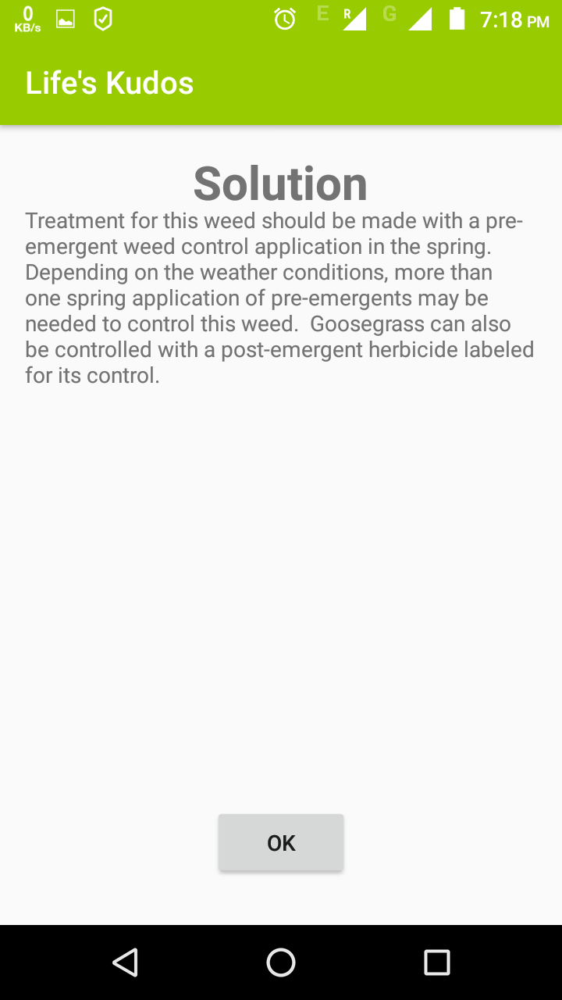 0
KB/s
E
R
G
7:18 PM
Life's Kudos
Solution
Treatment for this weed should be made with a pre-
emergent weed control application in the spring.
Depending on the weather conditions, more than
one spring application of pre-emergents may be
needed to control this weed.  Goosegrass can also
be controlled with a post-emergent herbicide labeled
for its control.
OK